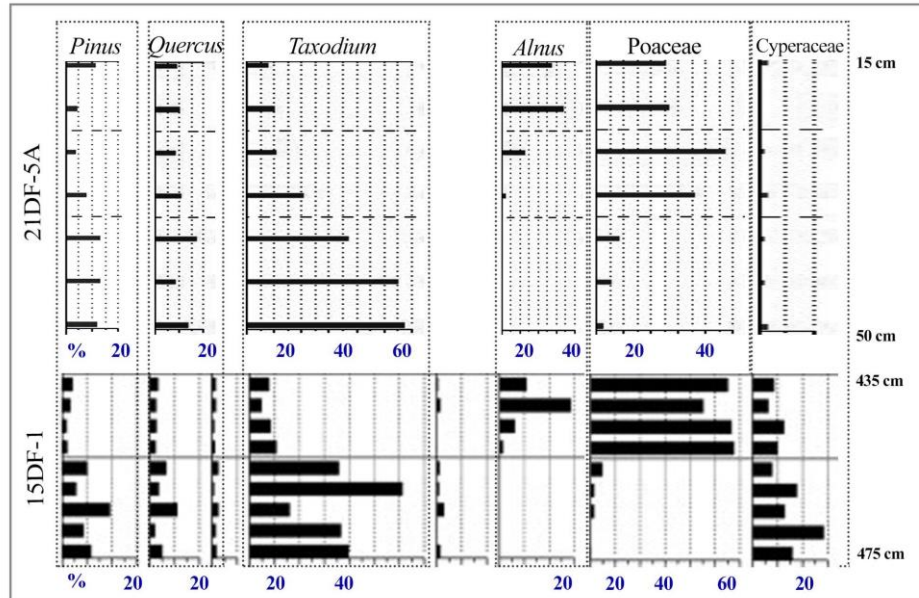 Pinus Quercus Taxodium Alnus Poaceae Cyperaceae
15 cm
21DF-5A
% 20 20 20 40 60 20 40 20 40
50 cm
435 cm
15DF-1
475 cm
% 20 20 20 40 20 20 40 60 20